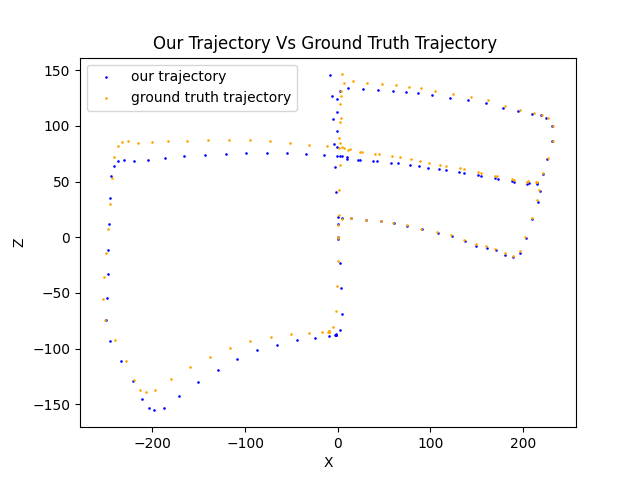 Our Trajectory Vs Ground Truth Trajectory
our trajectory
ground truth trajectory
150
100
50
0
−50
−100
−150
Z
−200
−100
0
100
200
X